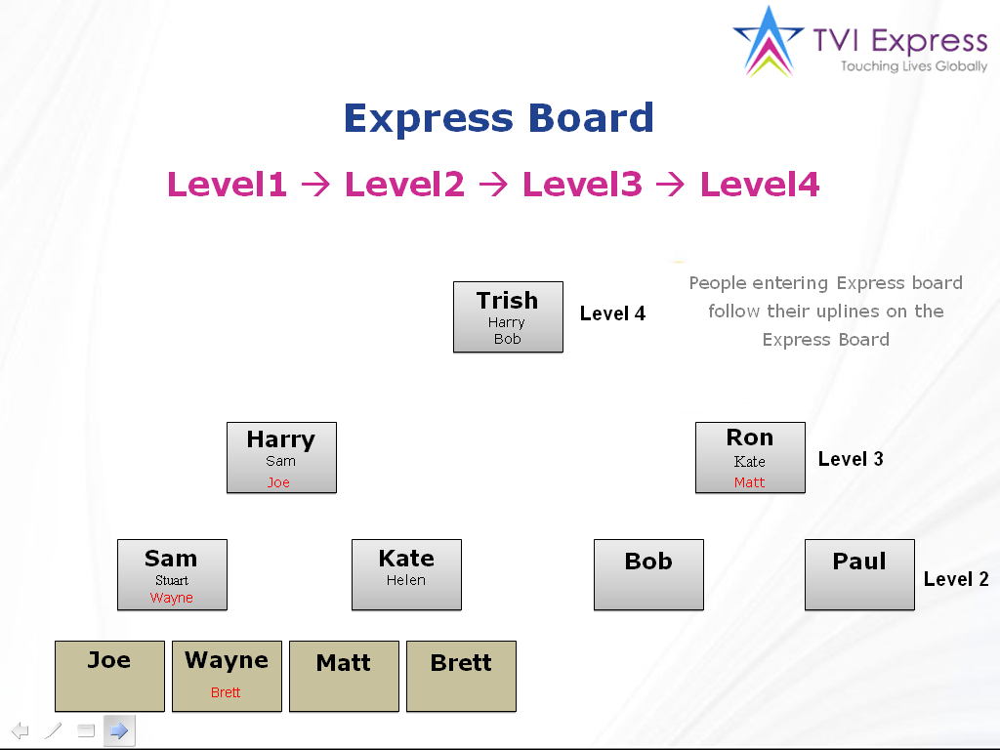 TVI Express
Touching Lives Globally
Express Board
Level1 → Level2 → Level3 → Level4
Trish
Harry
Bob
Level 4
People entering Express board
follow their uplines on the
Express Board
Harry
Sam
Joe
Ron
Kate
Matt
Level 3
Sam
Stuart
Wayne
Kate
Helen
Bob
Paul
Level 2
Joe
Wayne
Brett
Matt
Brett